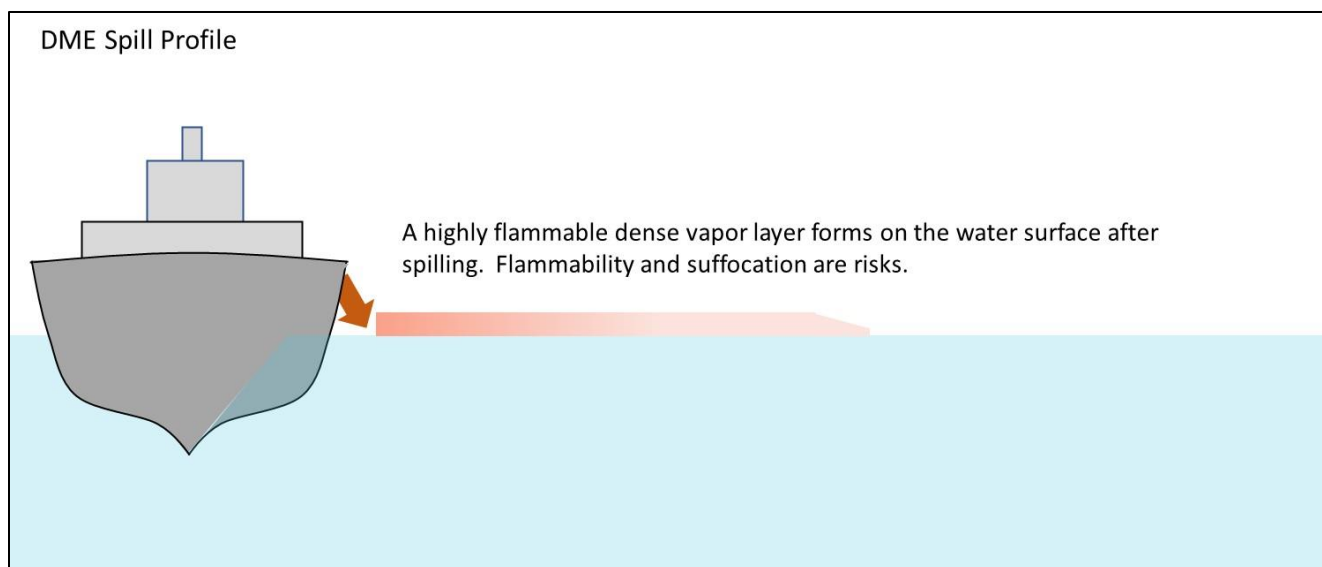 DME Spill Profile
A highly flammable dense vapor layer forms on the water surface after
spilling.  Flammability and suffocation are risks.